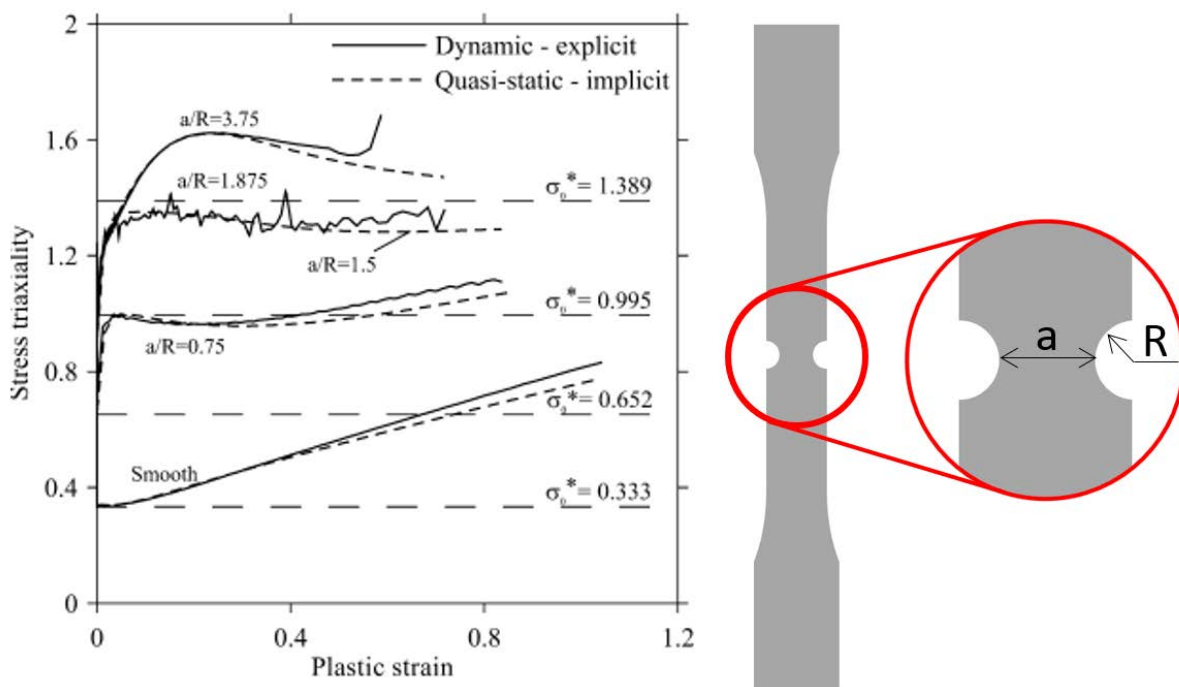 2
1.6
1.2
0.8
0.4
0
Stress triaxiality
Dynamic - explicit
Quasi-static - implicit
a/R=3.75
a/R=1.875
σ₀*= 1.389
a/R=1.5
σ₀*= 0.995
a/R=0.75
σ₀*= 0.652
Smooth
σ₀*= 0.333
0
0.4
0.8
1.2
Plastic strain
a
R